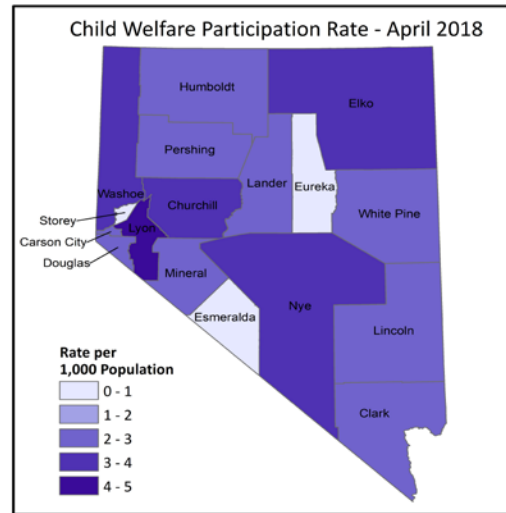 Child Welfare Participation Rate - April 2018
Humboldt
Elko
Pershing
Lander
Eureka
Washoe
Churchill
White Pine
Storey
Lyon
Carson City
Douglas
Mineral
Nye
Esmeralda
Lincoln
Clark
Rate per
1,000 Population
0 - 1
1 - 2
2 - 3
3 - 4
4 - 5